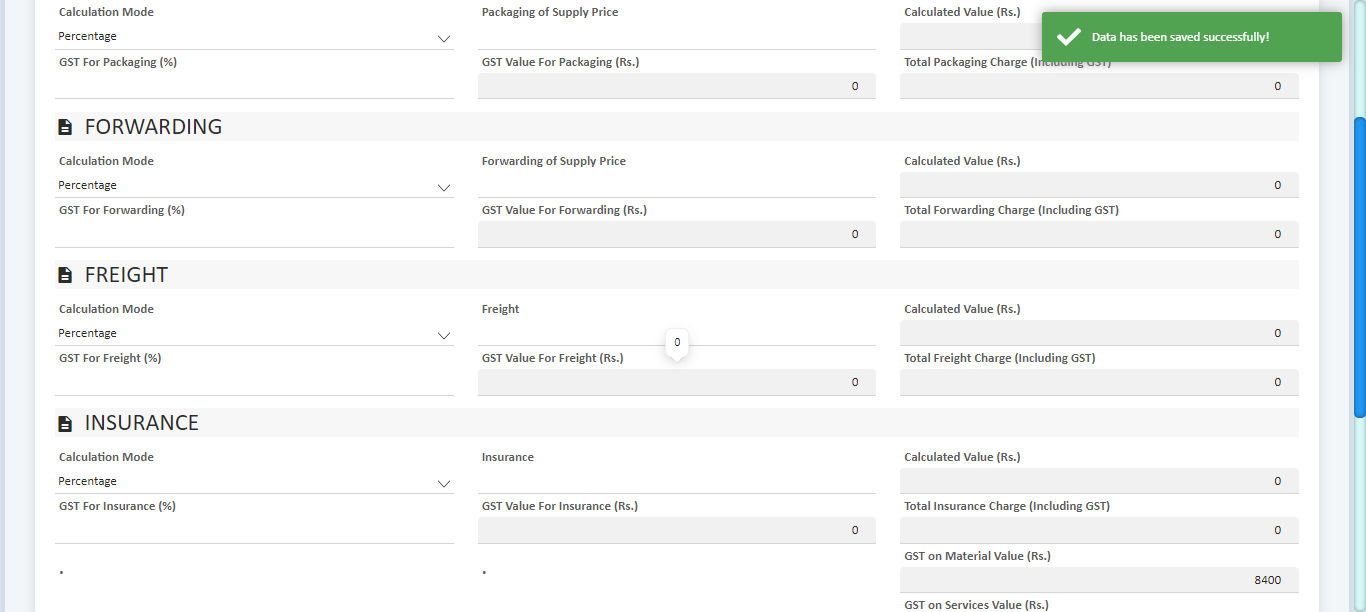 Calculation Mode Packaging of Supply Price Calculated Value (Rs.)
Data has been saved successfully!
Percentage
GST For Packaging (%) GST Value For Packaging (Rs.) Total Packaging Charge (Including GST)
0 0
FORWARDING
Calculation Mode Forwarding of Supply Price Calculated Value (Rs.)
Percentage 0
GST For Forwarding (%) GST Value For Forwarding (Rs.) Total Forwarding Charge (Including GST)
0 0
FREIGHT
Calculation Mode Freight Calculated Value (Rs.)
Percentage 0
0
GST For Freight (%) GST Value For Freight (Rs.) Total Freight Charge (Including GST)
0 0
INSURANCE
Calculation Mode Insurance Calculated Value (Rs.)
Percentage 0
GST For Insurance (%) GST Value For Insurance (Rs.) Total Insurance Charge (Including GST)
0 0
GST on Material Value (Rs.)
. .
8400
GST on Services Value (Rs.)